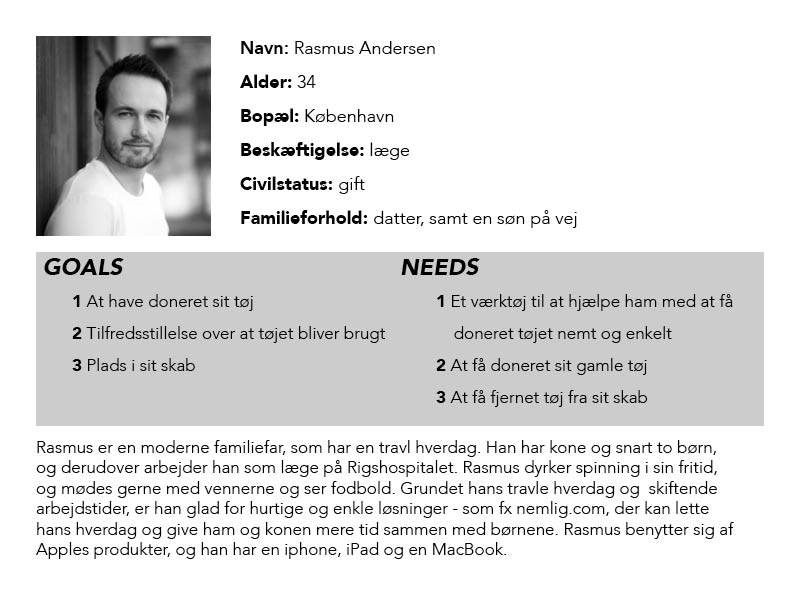 Navn: Rasmus Andersen
Alder: 34
Bopæl: København
Beskæftigelse: læge
Civilstatus: gift
Familieforhold: datter, samt en søn på vej
GOALS
1 At have doneret sit tøj
2 Tilfredsstillelse over at tøjet bliver brugt
3 Plads i sit skab
NEEDS
1 Et værktøj til at hjælpe ham med at få
doneret tøjet nemt og enkelt
2 At få doneret sit gamle tøj
3 At få fjernet tøj fra sit skab
Rasmus er en moderne familiefar, som har en travl hverdag. Han har kone og snart to børn,
og derudover arbejder han som læge på Rigshospitalet. Rasmus dyrker spinning i sin fritid,
og mødes gerne med vennerne og ser fodbold. Grundet hans travle hverdag og  skiftende
arbejdstider, er han glad for hurtige og enkle løsninger - som fx nemlig.com, der kan lette
hans hverdag og give ham og konen mere tid sammen med børnene. Rasmus benytter sig af
Apples produkter, og han har en iphone, iPad og en MacBook.